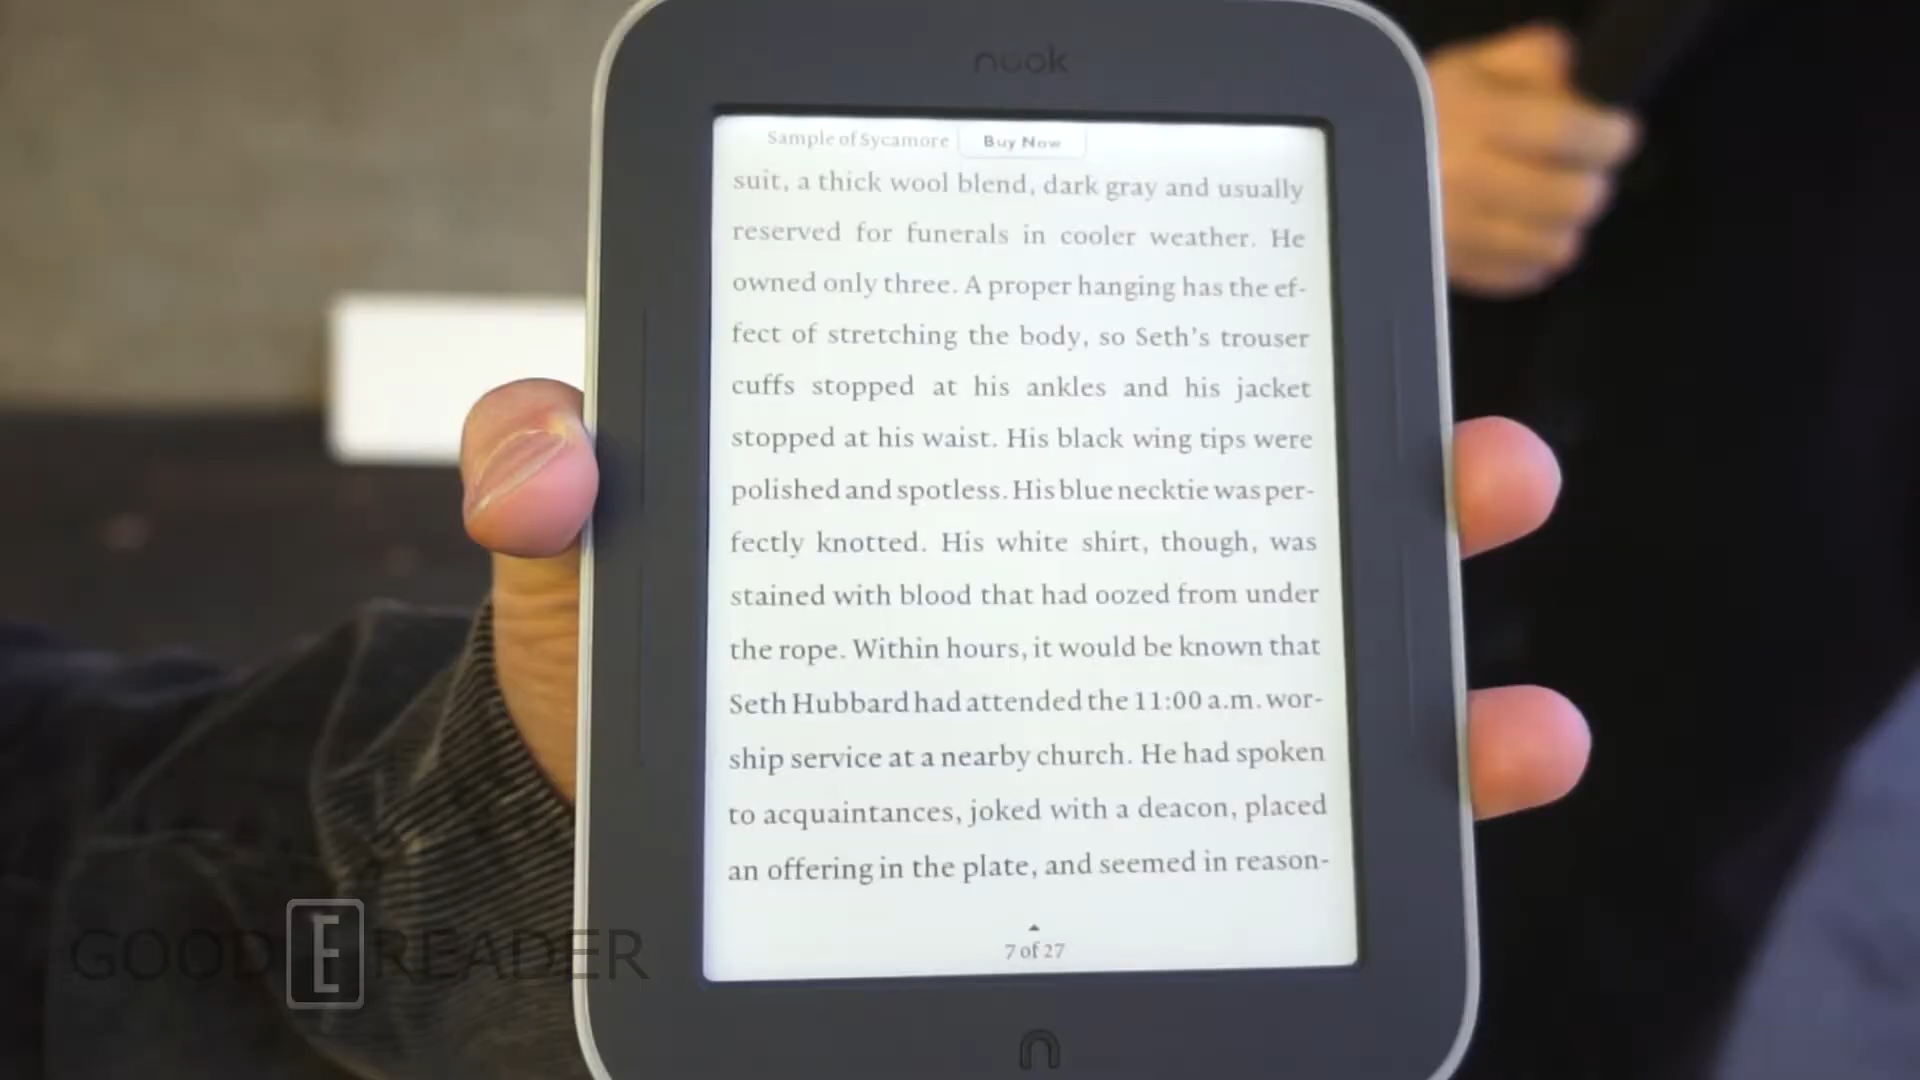 nook
Sample of Sycamore Buy Now
suit, a thick wool blend, dark gray and usually
reserved for funerals in cooler weather. He
owned only three. A proper hanging has the ef-
fect of stretching the body, so Seth's trouser
cuffs stopped at his ankles and his jacket
stopped at his waist. His black wing tips were
polished and spotless. His blue necktie was per-
fectly knotted. His white shirt, though, was
stained with blood that had oozed from under
the rope. Within hours, it would be known that
Seth Hubbard had attended the 11:00 a.m. wor-
ship service at a nearby church. He had spoken
to acquaintances, joked with a deacon, placed
an offering in the plate, and seemed in reason-
7 of 27
n
GOOD E READER